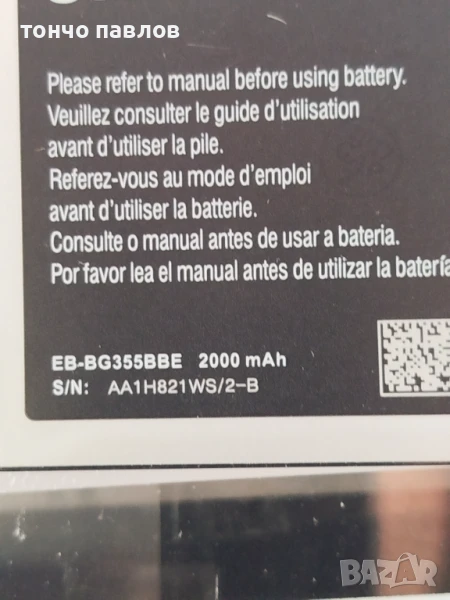 тончо павлов
Please refer to manual before using battery.
Veuillez consulter le guide d'utilisation
avant d'utiliser la pile.
Referez-vous au mode d'emploi
avant d'utiliser la batterie.
Consulte o manual antes de usar a bateria.
Por favor lea el manual antes de utilizar la batería
EB-BG355BBE 2000 mAh
S/N: AA1H821WS/2-B
BAZAR